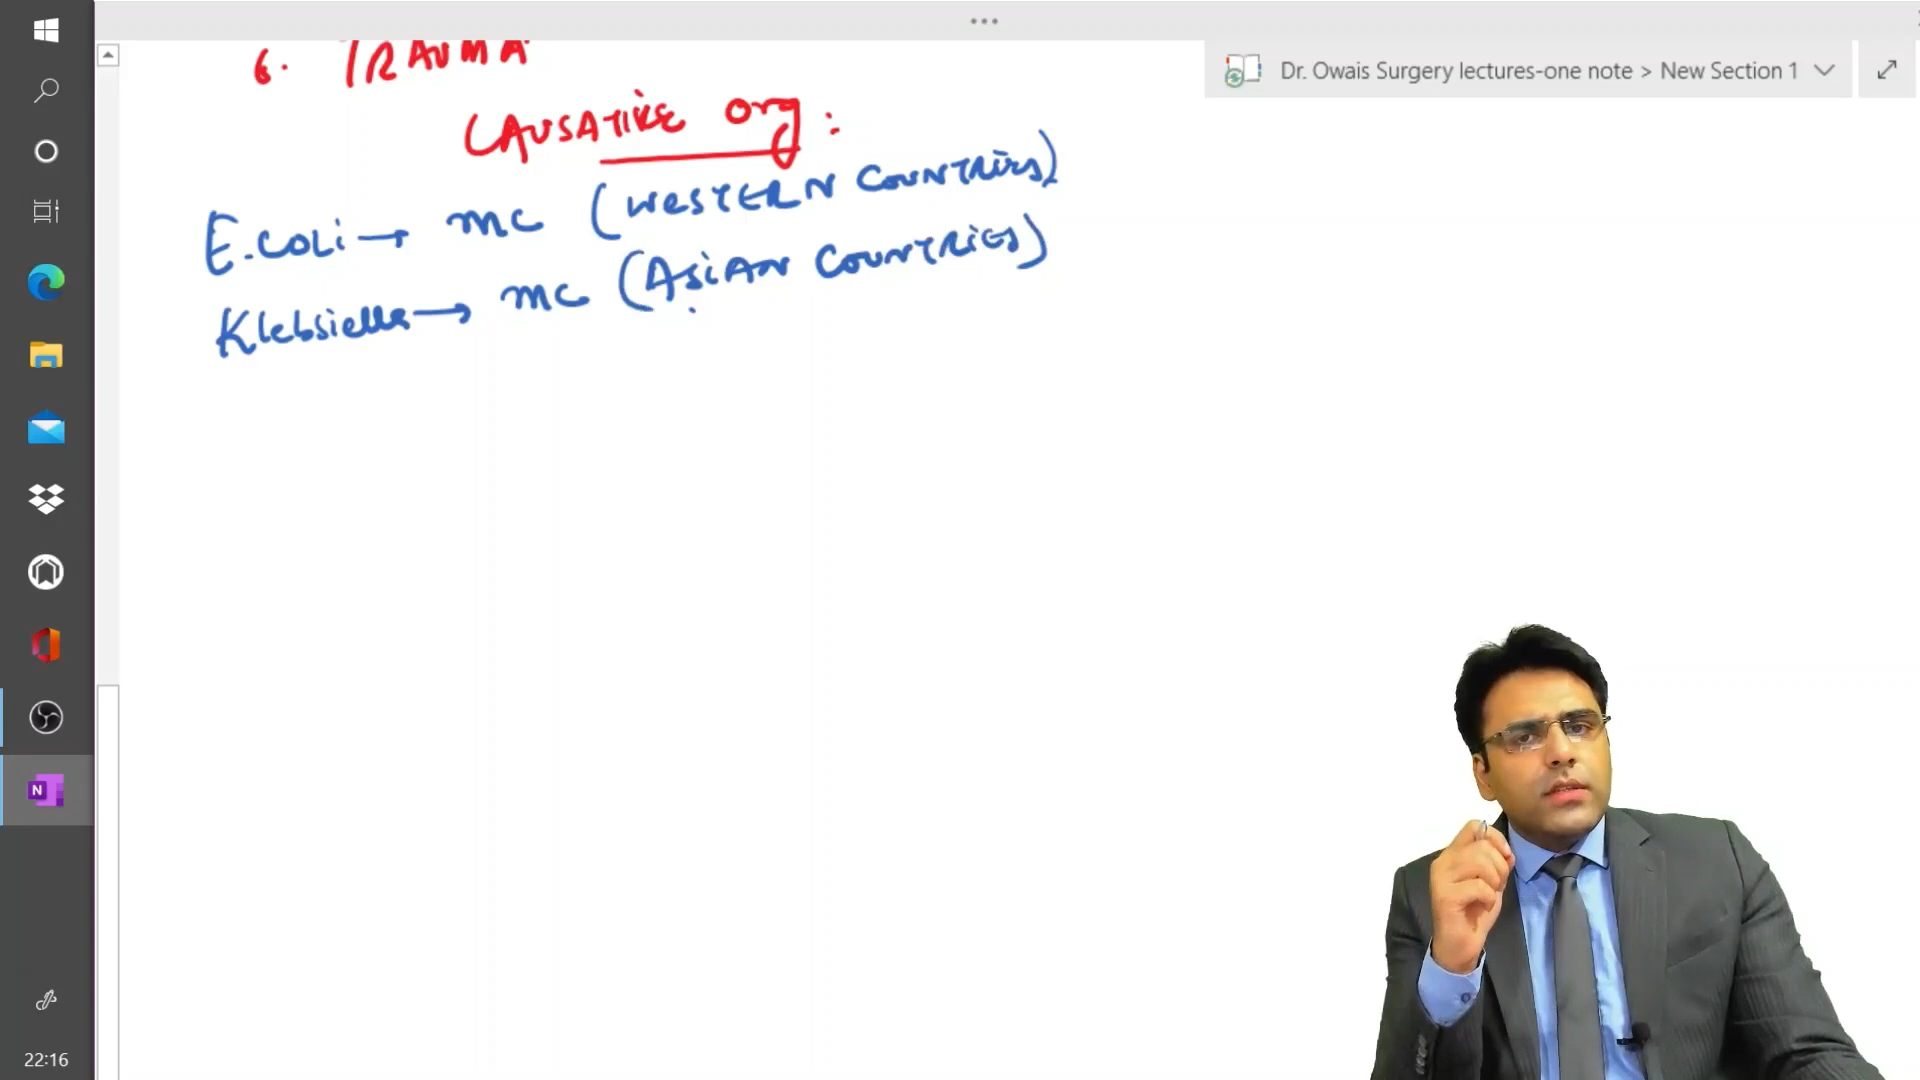 Dr. Owais Surgery lectures-one note > New Section 1
6. TRAUMA
CAUSATIVE Org:
E.COLi → MC (WESTERN COUNTRIES)
Klebsiella → MC (ASIAN COUNTRIES)
N
22:16